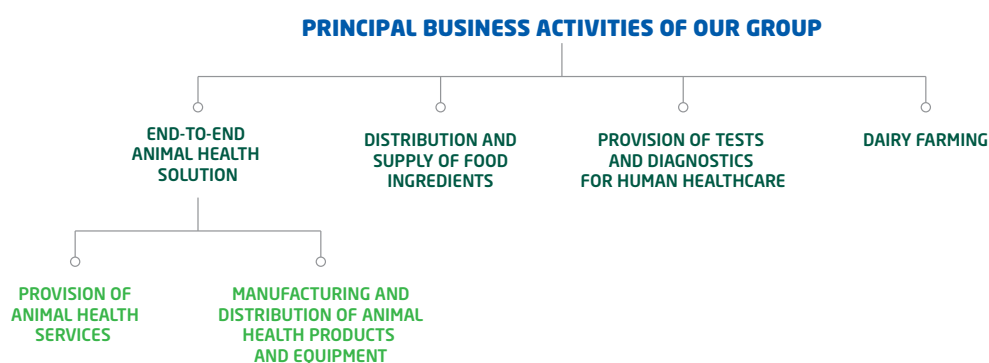 PRINCIPAL BUSINESS ACTIVITIES OF OUR GROUP
END-TO-END
ANIMAL HEALTH
SOLUTION
DISTRIBUTION AND
SUPPLY OF FOOD
INGREDIENTS
PROVISION OF TESTS
AND DIAGNOSTICS
FOR HUMAN HEALTHCARE
DAIRY FARMING
PROVISION OF
ANIMAL HEALTH
SERVICES
MANUFACTURING AND
DISTRIBUTION OF ANIMAL
HEALTH PRODUCTS
AND EQUIPMENT